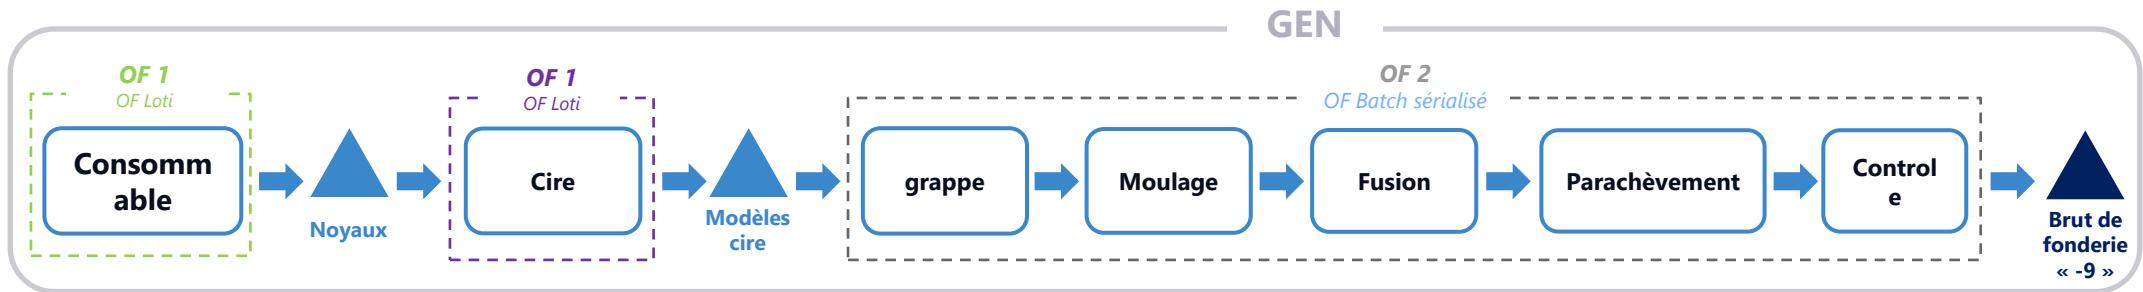 GEN
OF 1
OF Loti
Consomm
able
Noyaux
OF 1
OF Loti
Cire
Modèles
cire
OF 2
OF Batch sérialisé
grappe
Moulage
Fusion
Parachèvement
Control
e
Brut de
fonderie
« -9 »